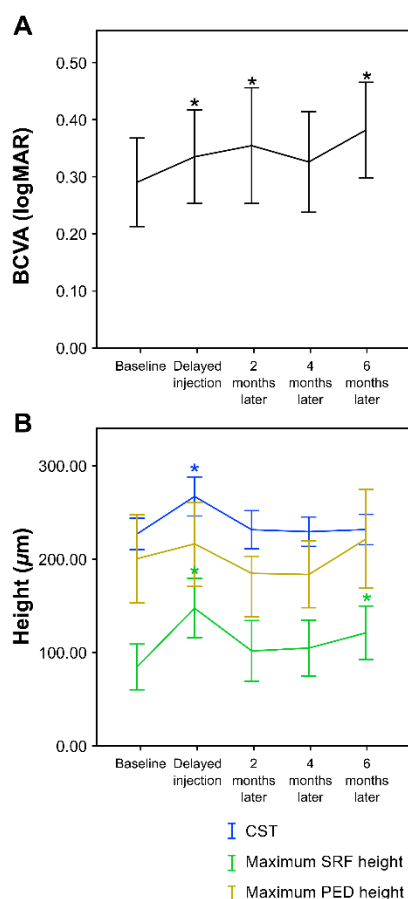 A
0.50
0.40
0.30
0.20
0.10
0.00
BCVA (logMAR)
*
*
*
Baseline
Delayed
injection
2
months
later
4
months
later
6
months
later
B
300.00
200.00
100.00
0.00
Height (µm)
*
*
*
Baseline
Delayed
injection
2
months
later
4
months
later
6
months
later
CST
Maximum SRF height
Maximum PED height